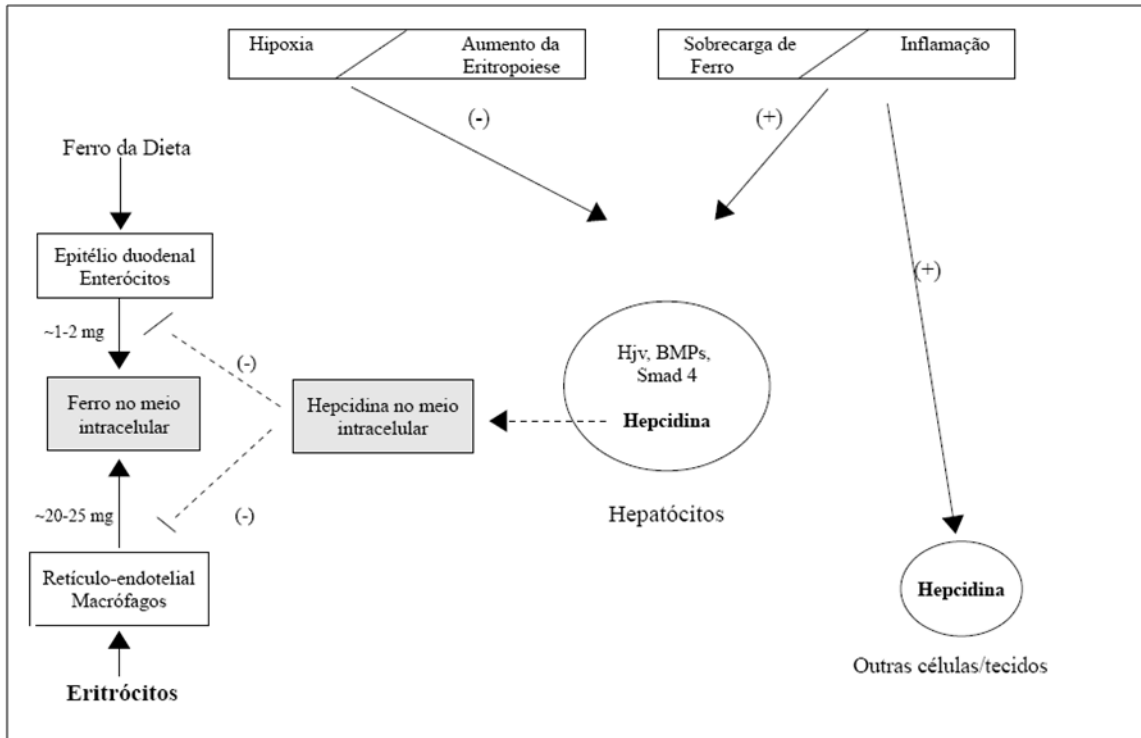 Hipoxia
Aumento da
Eritropoiese
Sobrecarga de
Ferro
Inflamação
(-)
(+)
Ferro da Dieta
Epitélio duodenal
Enterócitos
(+)
~1-2 mg
(-)
Hjv, BMPs,
Smad 4
Ferro no meio
intracelular
Hepcidina no meio
intracelular
Hepcidina
~20-25 mg
(-)
Hepatócitos
Retículo-endotelial
Macrófagos
Hepcidina
Outras células/tecidos
Eritrócitos